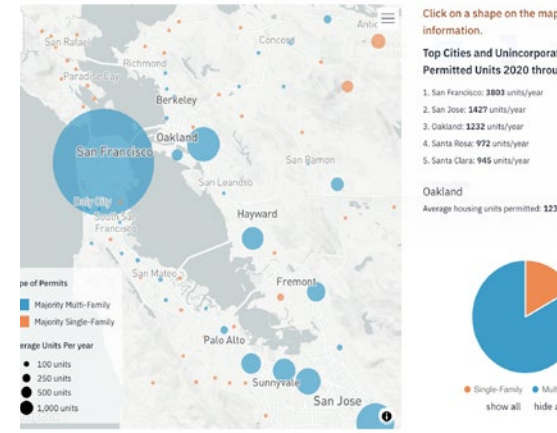 San Rafael
Concord
Antic
Richmond
Paradise Cay
Berkeley
Oakland
San Francisco
San Ramon
San Leandro
Daly City
South San
Francisco
Hayward
San Mateo
Fremont
Palo Alto
Sunnyvale
San Jose
pe of Permits
Majority Multi-Family
Majority Single-Family
erage Units Per year
100 units
250 units
500 units
1,000 units
Click on a shape on the map
information.
Top Cities and Unincorpora
Permitted Units 2020 throu
1. San Francisco: 3803 units/year
2. San Jose: 1427 units/year
3. Oakland: 1232 units/year
4. Santa Rosa: 972 units/year
5. Santa Clara: 945 units/year
Oakland
Average housing units permitted: 123
Single-Family Mul
show all hide a